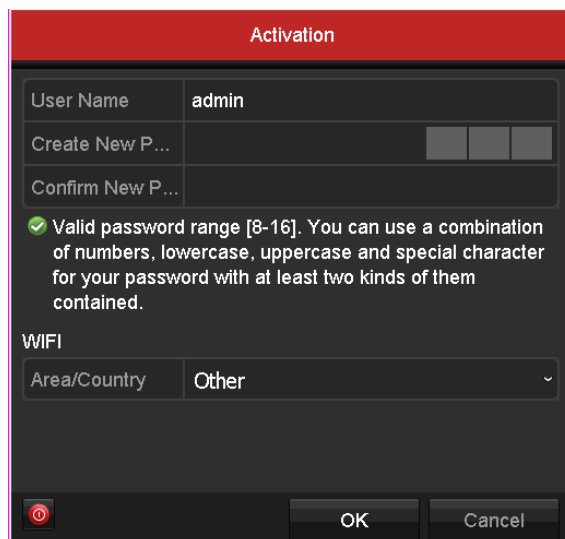 Activation
User Name admin
Create New P...
Confirm New P...
Valid password range [8-16]. You can use a combination
of numbers, lowercase, uppercase and special character
for your password with at least two kinds of them
contained.
WIFI
Area/Country Other
OK Cancel